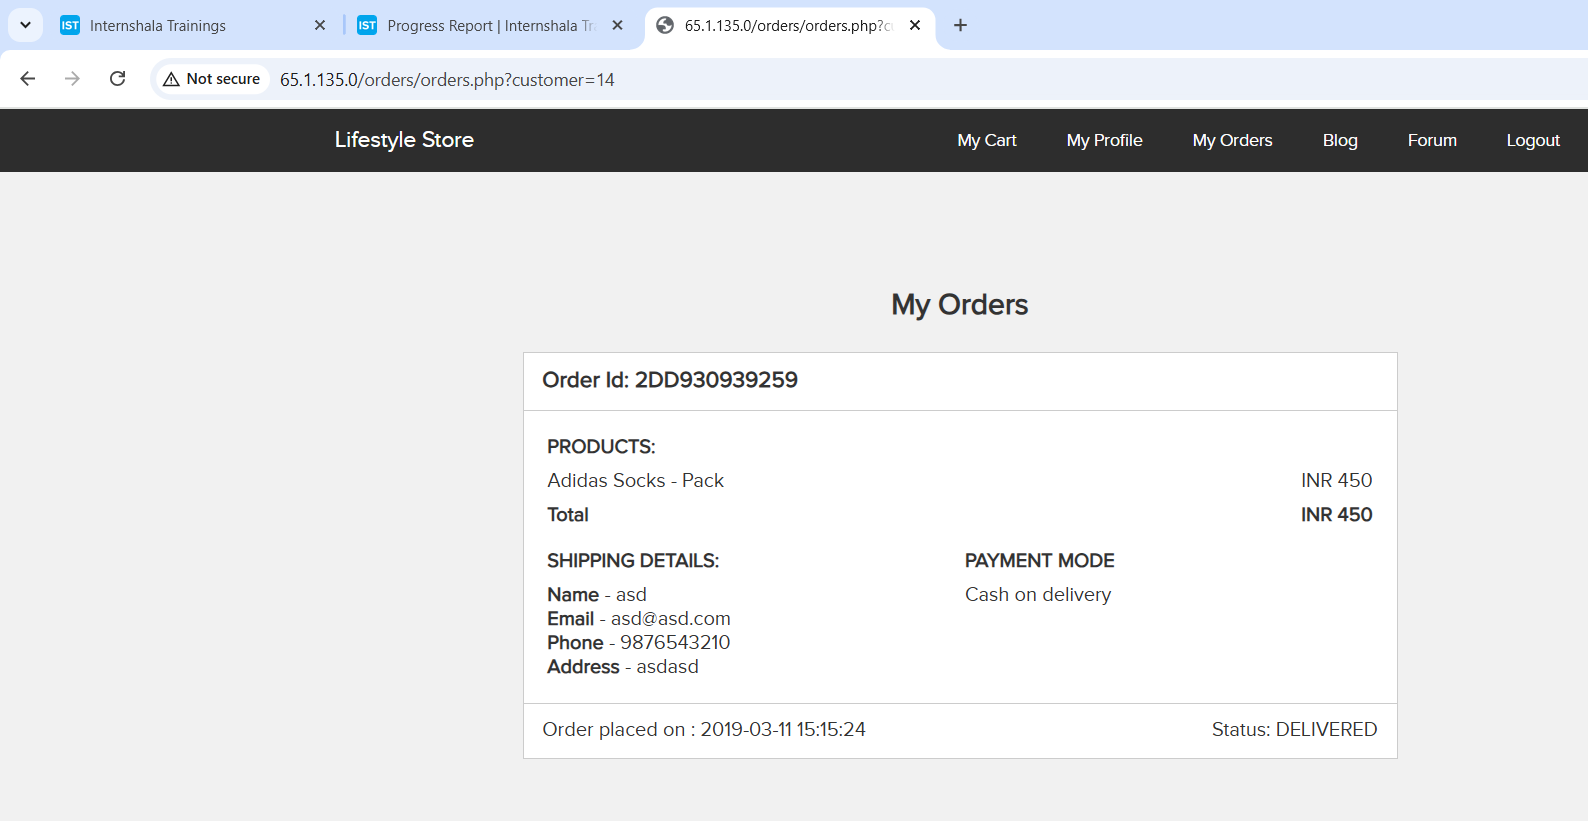 IST Internshala Trainings
IST Progress Report | Internshala
65.1.135.0/orders/orders.php?
Not secure 65.1.135.0/orders/orders.php?customer=14
Lifestyle Store My Cart My Profile My Orders Blog Forum Logout
My Orders
Order Id: 2DD930939259
PRODUCTS:
Adidas Socks - Pack INR 450
Total INR 450
SHIPPING DETAILS: PAYMENT MODE
Name - asd Cash on delivery
Email - asd@asd.com
Phone - 9876543210
Address - asdasd
Order placed on : 2019-03-11 15:15:24 Status: DELIVERED